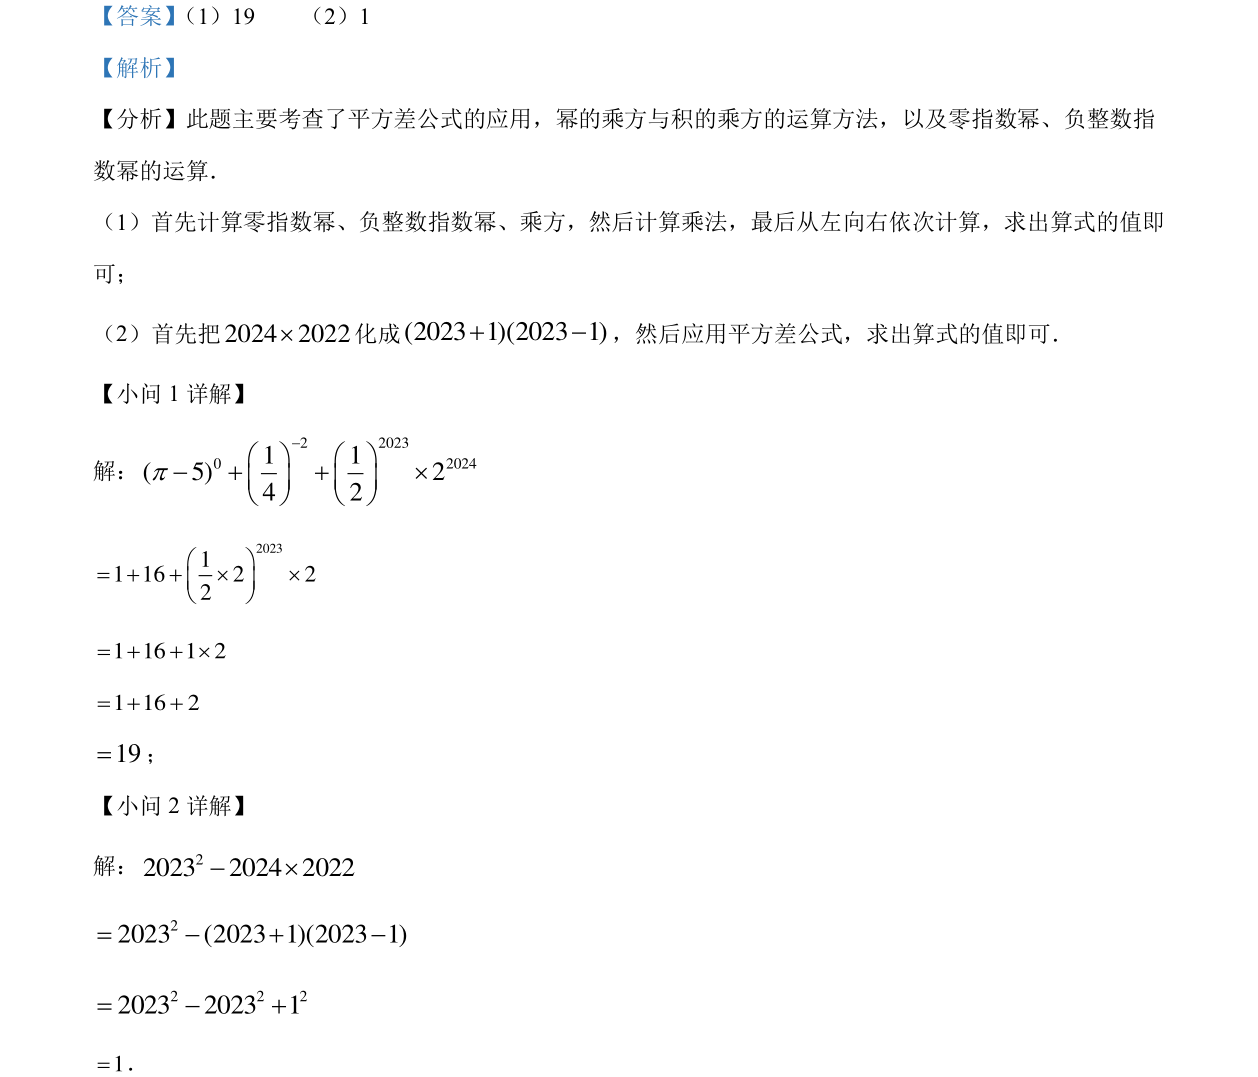 【答案】（1）19 （2）1
【解析】
【分析】此题主要考查了平方差公式的应用，幂的乘方与积的乘方的运算方法，以及零指数幂、负整数指
数幂的运算．
（1）首先计算零指数幂、负整数指数幂、乘方，然后计算乘法，最后从左向右依次计算，求出算式的值即
可；
（2）首先把 2024×2022 化成 (2023+1)(2023−1)，然后应用平方差公式，求出算式的值即可．
【小问 1 详解】
解：(π−5)^0+(1/4)^{−2}+(1/2)^{2023}×2^{2024}
=1+16+(1/2×2)^{2023}×2
=1+16+1×2
=1+16+2
=19；
【小问 2 详解】
解：2023^2−2024×2022
=2023^2−(2023+1)(2023−1)
=2023^2−2023^2+1^2
=1．